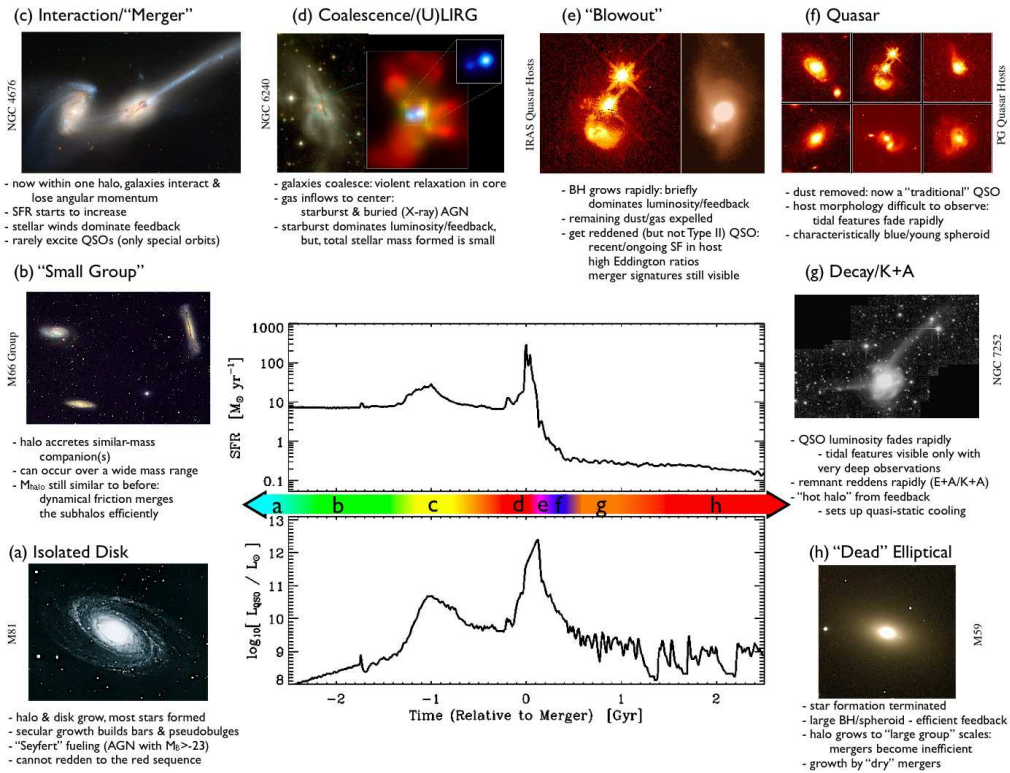 (c) Interaction/“Merger”
NGC 4676
- now within one halo, galaxies interact &
lose angular momentum
- SFR starts to increase
- stellar winds dominate feedback
- rarely excite QSOs (only special orbits)
(d) Coalescence/(U)LIRG
NGC 6240
- galaxies coalesce: violent relaxation in core
- gas inflows to center:
starburst & buried (X-ray) AGN
- starburst dominates luminosity/feedback,
but, total stellar mass formed is small
(e) “Blowout”
IRAS Quasar Hosts
- BH grows rapidly: briefly
dominates luminosity/feedback
- remaining dust/gas expelled
- get reddened (but not Type II) QSO:
recent/ongoing SF in host
high Eddington ratios
merger signatures still visible
(f) Quasar
PG Quasar Hosts
- dust removed: now a “traditional” QSO
- host morphology difficult to observe:
tidal features fade rapidly
- characteristically blue/young spheroid
(b) “Small Group”
M66 Group
- halo accretes similar-mass
companion(s)
- can occur over a wide mass range
- Mhalo still similar to before:
dynamical friction merges
the subhalos efficiently
(a) Isolated Disk
M81
- halo & disk grow, most stars formed
- secular growth builds bars & pseudobulges
- “Seyfert” fueling (AGN with MB>-23)
- cannot redden to the red sequence
1000
100
10
1
0.1
SFR [M☉ yr⁻¹]
a b c d e f g h
13
12
11
10
9
8
log₁₀[ LQSO / L☉ ]
-2 -1 0 1 2
Time (Relative to Merger) [Gyr]
(g) Decay/K+A
NGC 7252
- QSO luminosity fades rapidly
- tidal features visible only with
very deep observations
- remnant reddens rapidly (E+A/K+A)
- “hot halo” from feedback
- sets up quasi-static cooling
(h) “Dead” Elliptical
M59
- star formation terminated
- large BH/spheroid - efficient feedback
- halo grows to “large group” scales:
mergers become inefficient
- growth by “dry” mergers